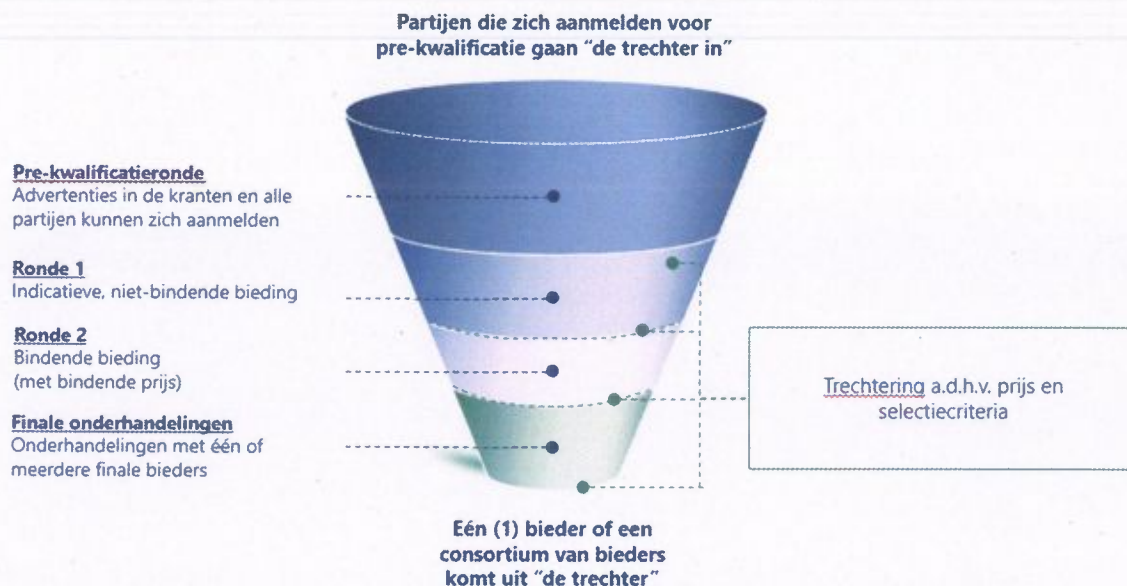 Partijen die zich aanmelden voor
pre-kwalificatie gaan “de trechter in”
Pre-kwalificatieronde
Advertenties in de kranten en alle
partijen kunnen zich aanmelden
Ronde 1
Indicatieve, niet-bindende bieding
Ronde 2
Bindende bieding
(met bindende prijs)
Finale onderhandelingen
Onderhandelingen met één of
meerdere finale bieders
Trechtering a.d.h.v. prijs en
selectiecriteria
Eén (1) bieder of een
consortium van bieders
komt uit “de trechter”